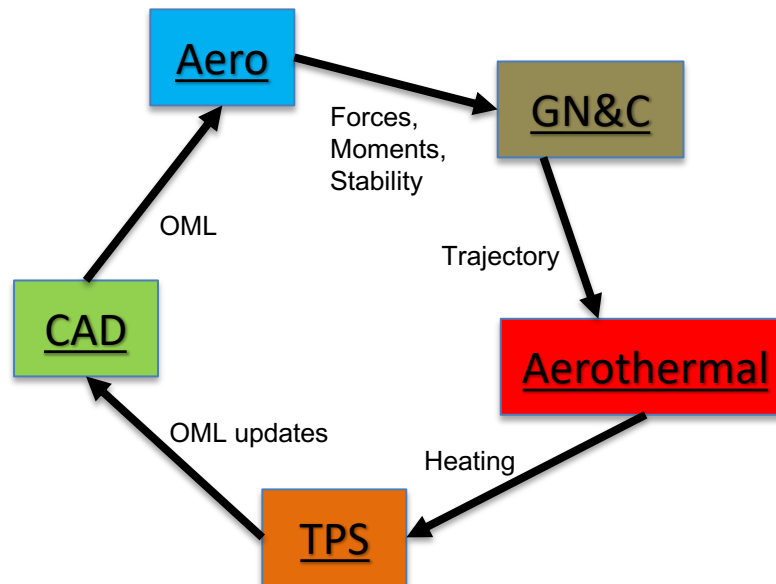 Aero
GN&C
Forces,
Moments,
Stability
OML
Trajectory
CAD
Aerothermal
OML updates
Heating
TPS